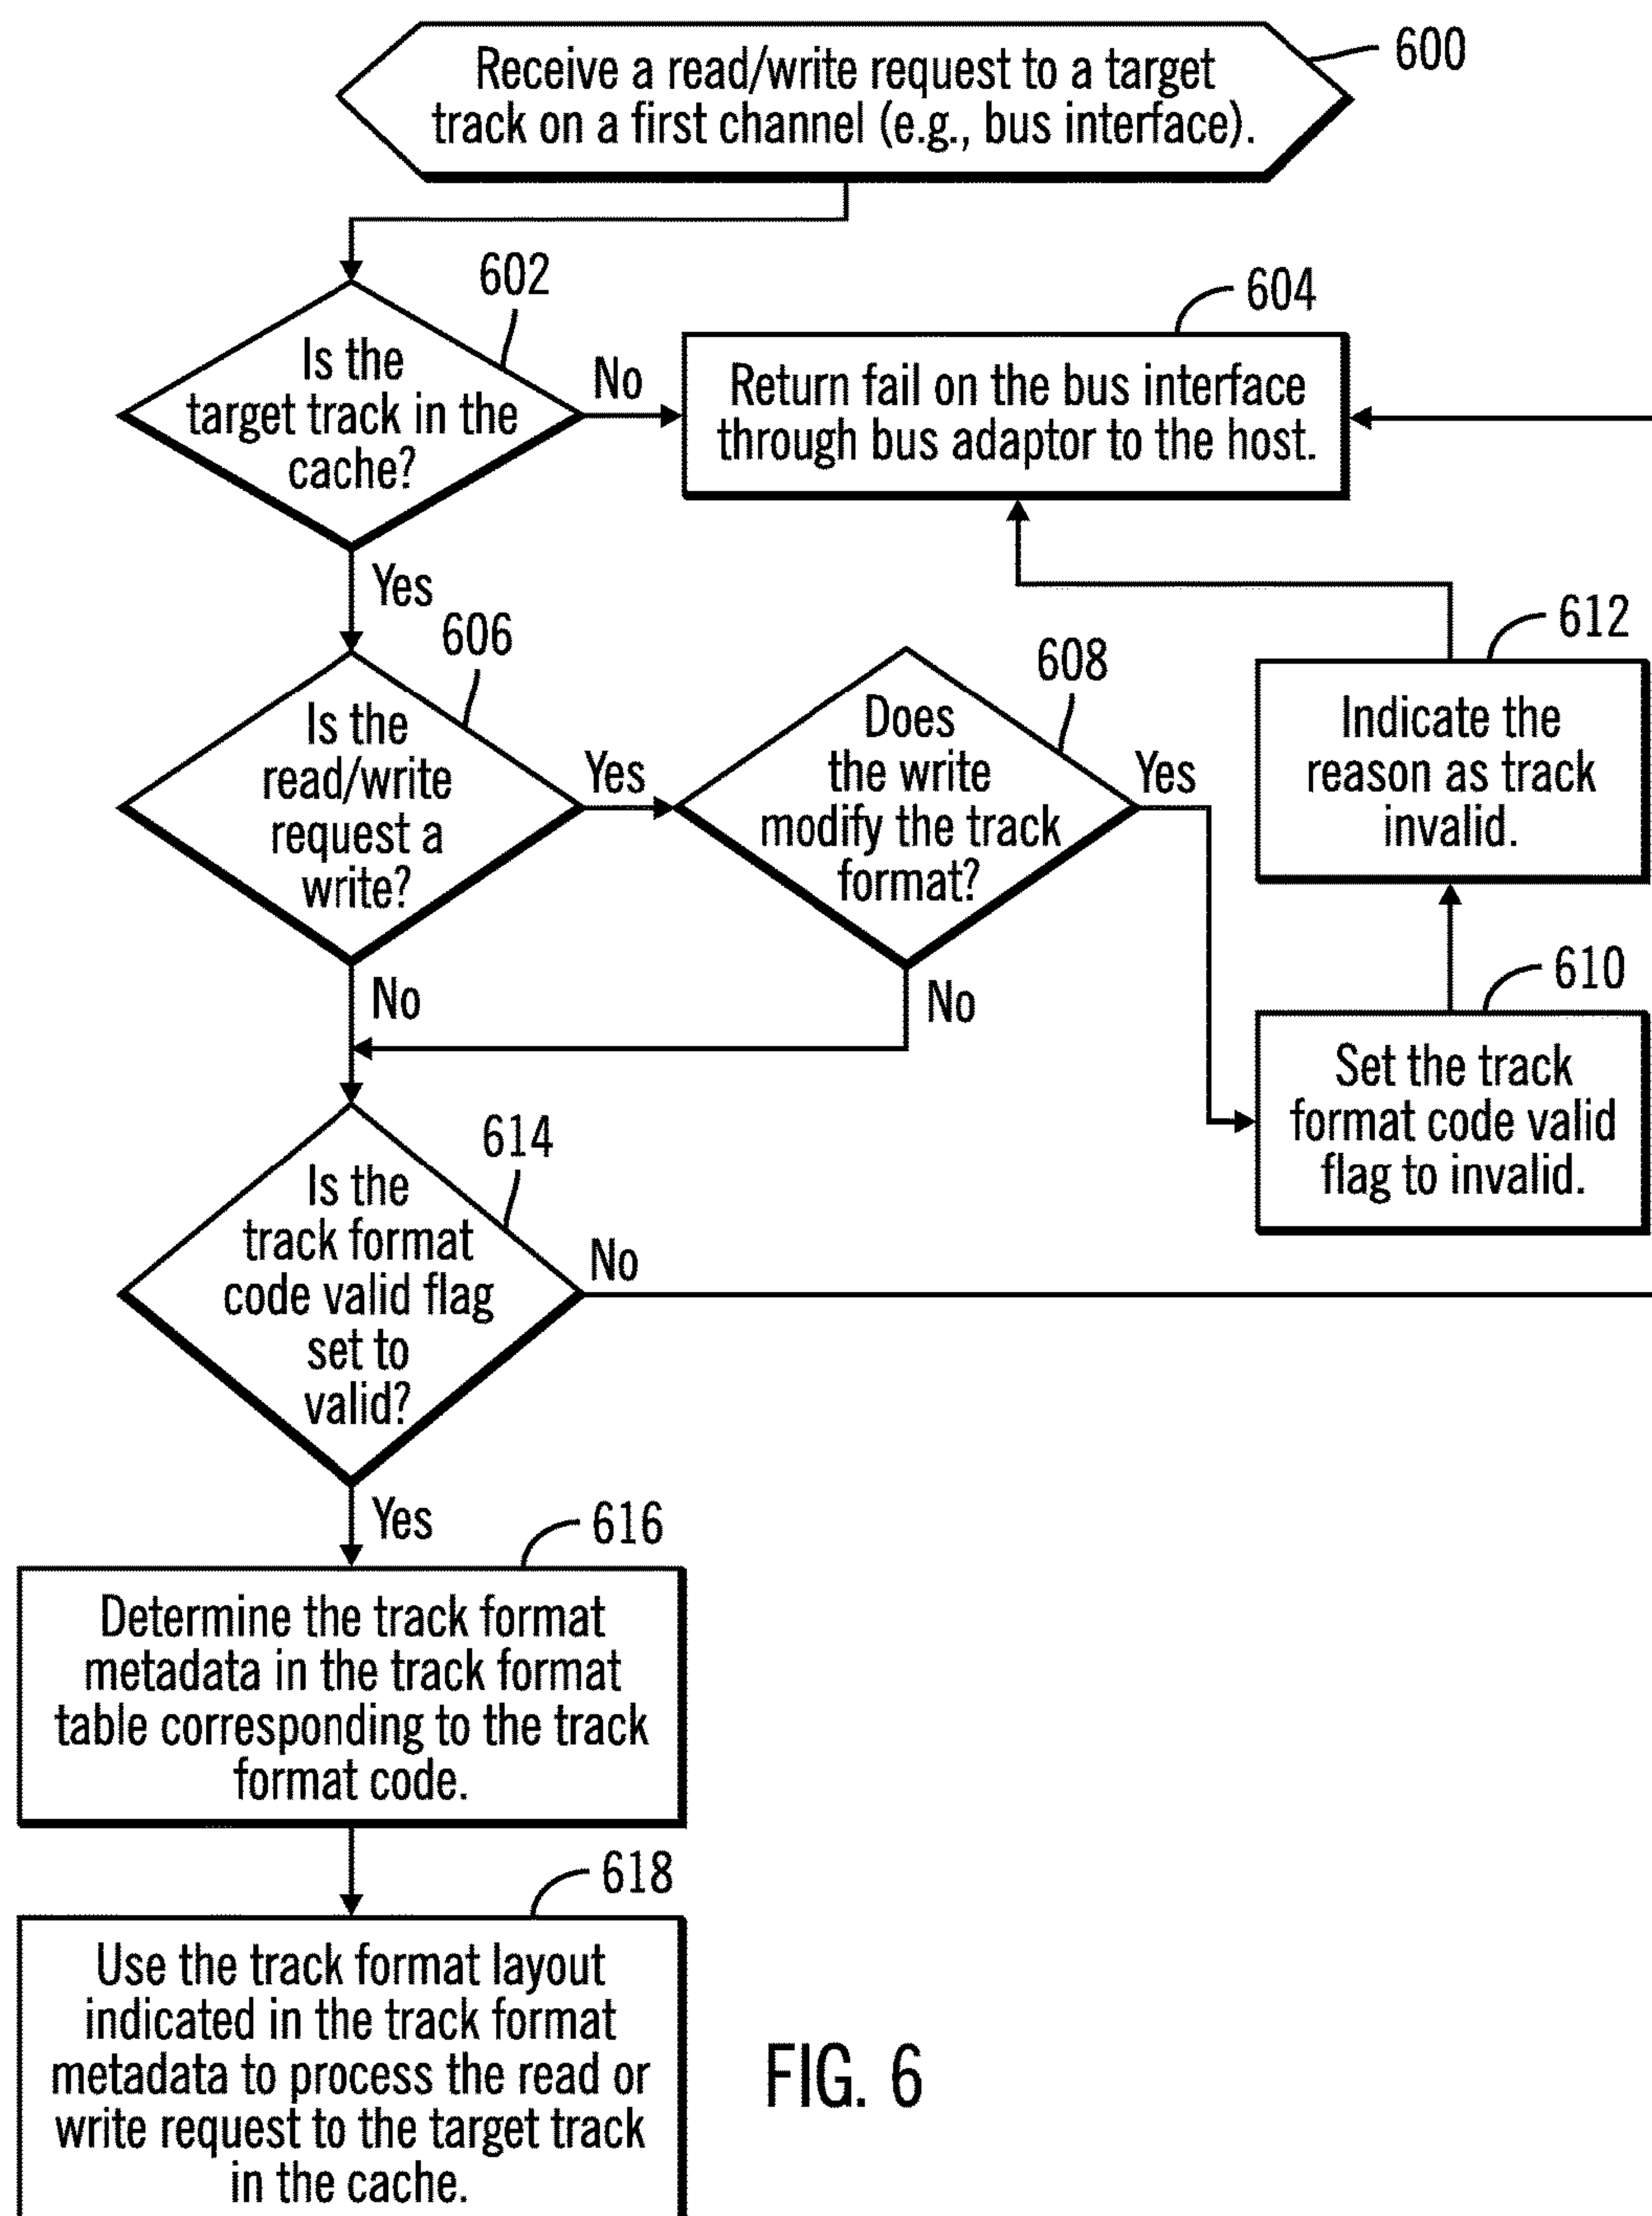 Receive a read/write request to a target
track on a first channel (e.g., bus interface).
600
602
Is the
target track in the
cache?
No
604
Return fail on the bus interface
through bus adaptor to the host.
Yes
606
Is the
read/write
request a
write?
Yes
608
Does
the write
modify the track
format?
Yes
612
Indicate the
reason as track
invalid.
No
No
610
Set the track
format code valid
flag to invalid.
614
Is the
track format
code valid flag
set to
valid?
No
Yes
616
Determine the track format
metadata in the track format
table corresponding to the track
format code.
618
Use the track format layout
indicated in the track format
metadata to process the read or
write request to the target track
in the cache.
FIG. 6